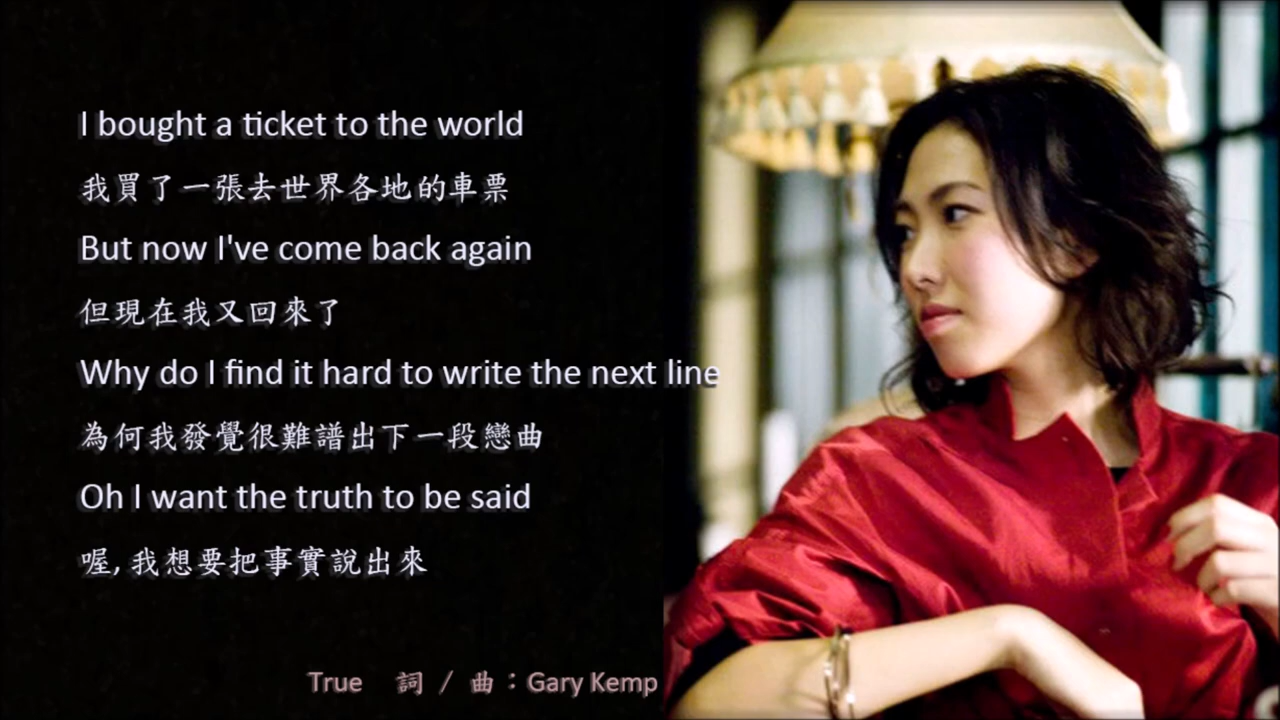 I bought a ticket to the world
我買了一張去世界各地的車票
But now I've come back again
但現在我又回來了
Why do I find it hard to write the next line
為何我發覺很難譜出下一段戀曲
Oh I want the truth to be said
喔, 我想要把事實說出來
True 詞 / 曲：Gary Kemp